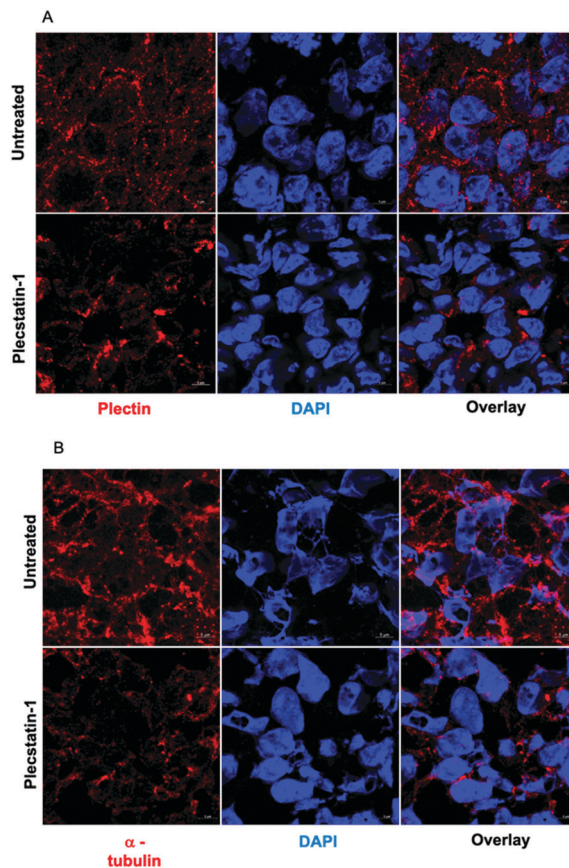 A
Untreated
Plecstatin-1
Plectin DAPI Overlay
B
Untreated
Plecstatin-1
α -
tubulin DAPI Overlay